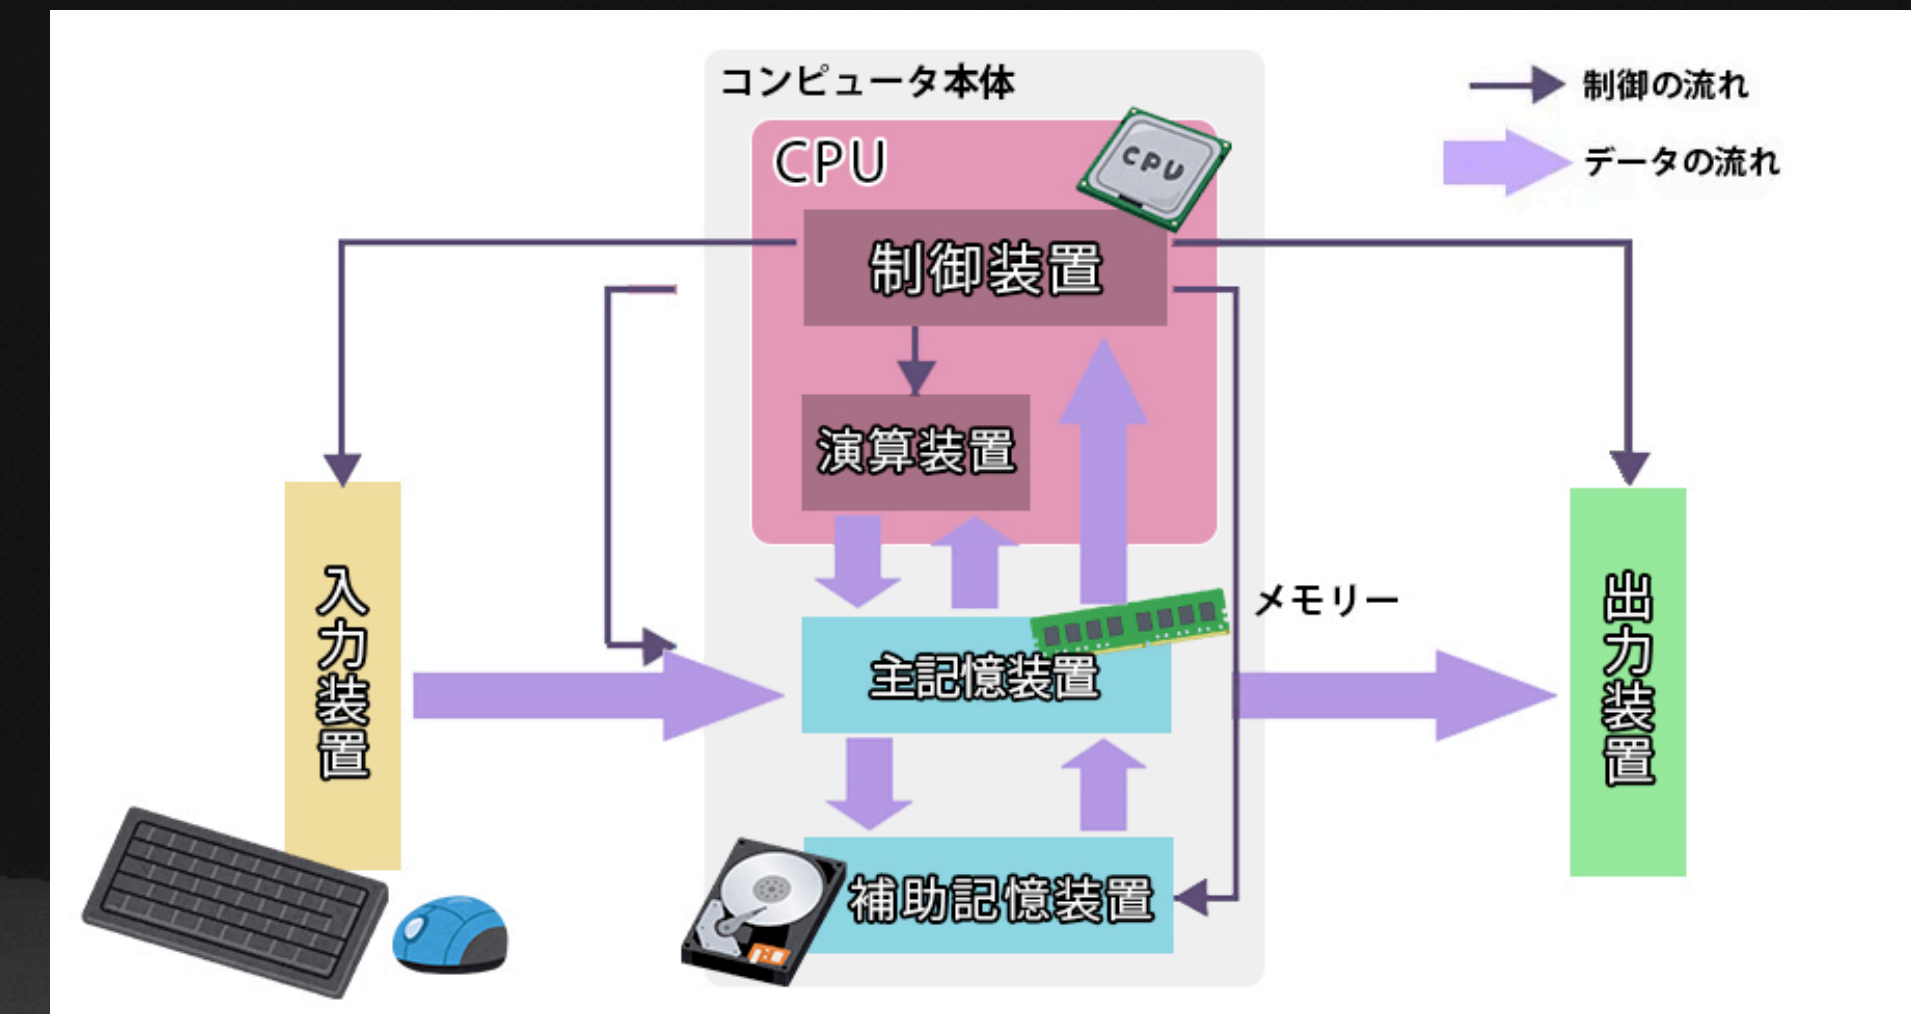 コンピュータ本体
制御の流れ
データの流れ
CPU
CPU
制御装置
演算装置
入力装置
メモリー
主記憶装置
出力装置
補助記憶装置